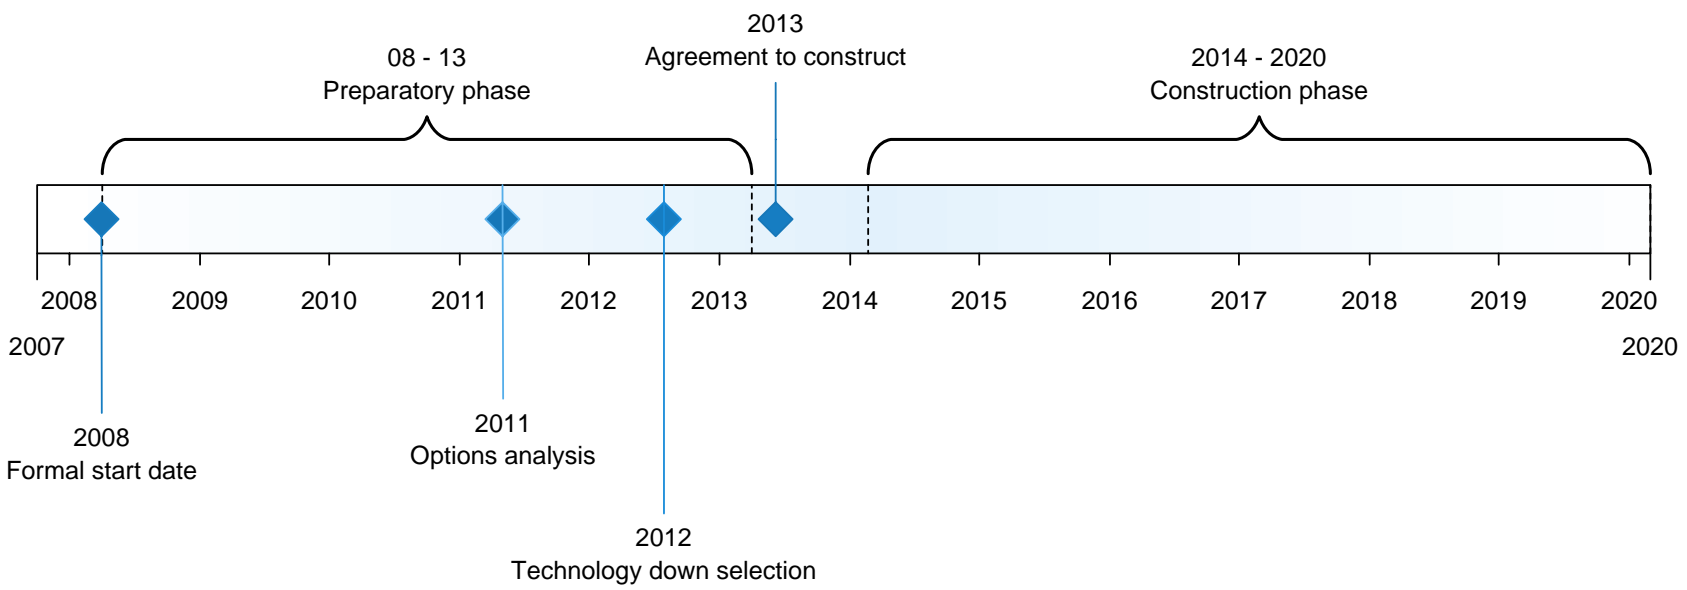 2013
Agreement to construct
08 - 13
Preparatory phase
2014 - 2020
Construction phase
2008 2009 2010 2011 2012 2013 2014 2015 2016 2017 2018 2019 2020
2007 2020
2008
Formal start date
2011
Options analysis
2012
Technology down selection